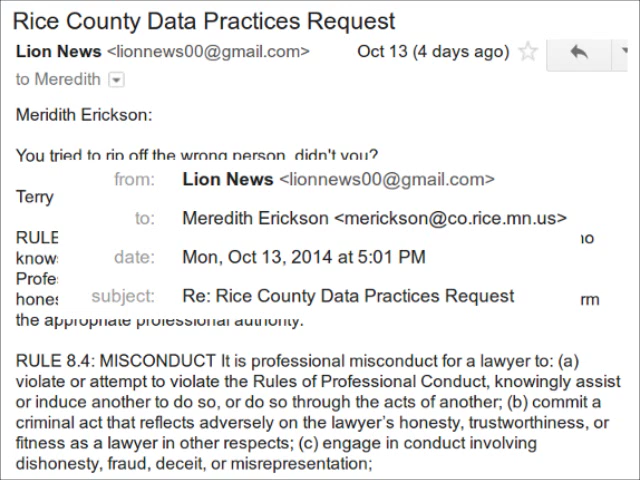 Rice County Data Practices Request
Lion News <lionnews00@gmail.com> Oct 13 (4 days ago)
to Meredith
Meridith Erickson:
You tried to rip off the wrong person, didn't you?
from: Lion News <lionnews00@gmail.com>
Terry
to: Meredith Erickson <merickson@co.rice.mn.us>
RULE
know
date: Mon, Oct 13, 2014 at 5:01 PM
Profe
hones
subject: Re: Rice County Data Practices Request
rm
the appropriate professional authority.
RULE 8.4: MISCONDUCT It is professional misconduct for a lawyer to: (a)
violate or attempt to violate the Rules of Professional Conduct, knowingly assist
or induce another to do so, or do so through the acts of another; (b) commit a
criminal act that reflects adversely on the lawyer's honesty, trustworthiness, or
fitness as a lawyer in other respects; (c) engage in conduct involving
dishonesty, fraud, deceit, or misrepresentation;